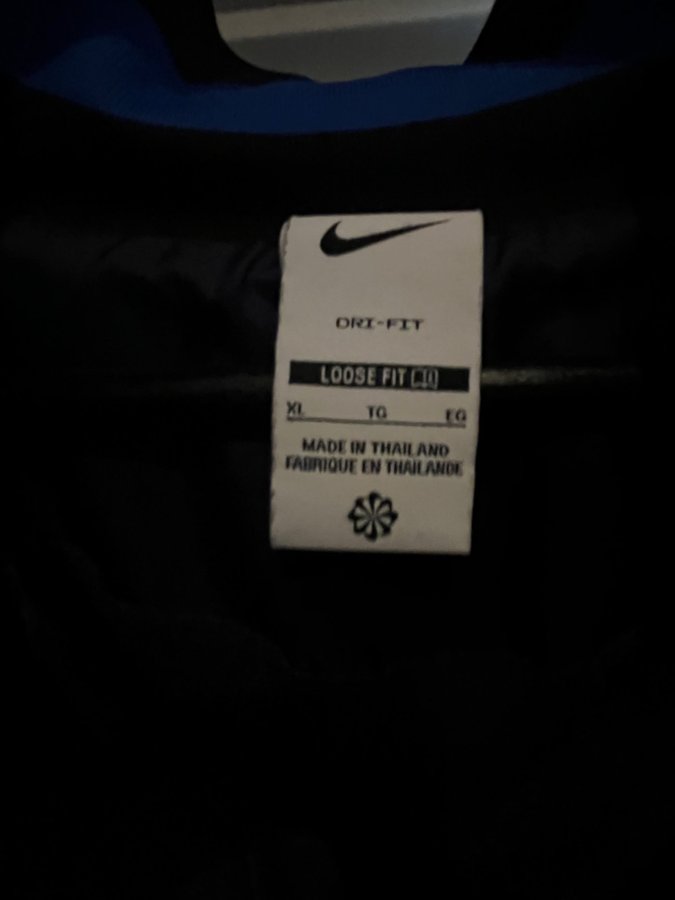 DRI-FIT
LOOSE FIT
XL TG EG
MADE IN THAILAND
FABRIQUE EN THAILANDE